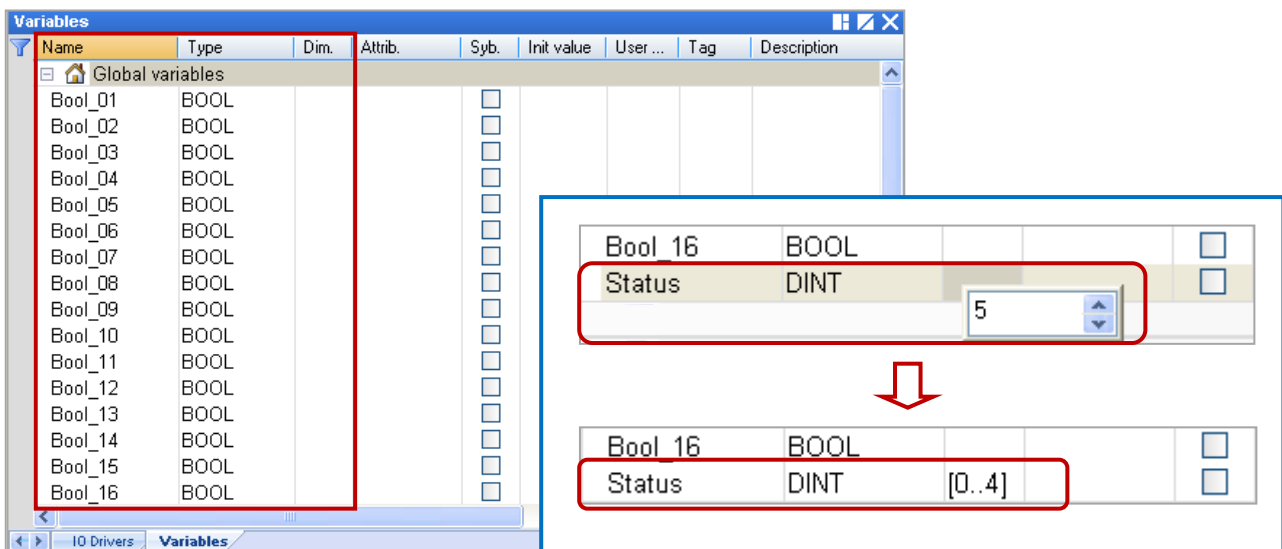 Variables
Name Type Dim. Attrib. Syb. Init value User ... Tag Description
Global variables
Bool_01 BOOL
Bool_02 BOOL
Bool_03 BOOL
Bool_04 BOOL
Bool_05 BOOL
Bool_06 BOOL
Bool_07 BOOL
Bool_08 BOOL
Bool_09 BOOL
Bool_10 BOOL
Bool_11 BOOL
Bool_12 BOOL
Bool_13 BOOL
Bool_14 BOOL
Bool_15 BOOL
Bool_16 BOOL
IO Drivers Variables
Bool_16 BOOL
Status DINT
5
Bool_16 BOOL
Status DINT [0..4]